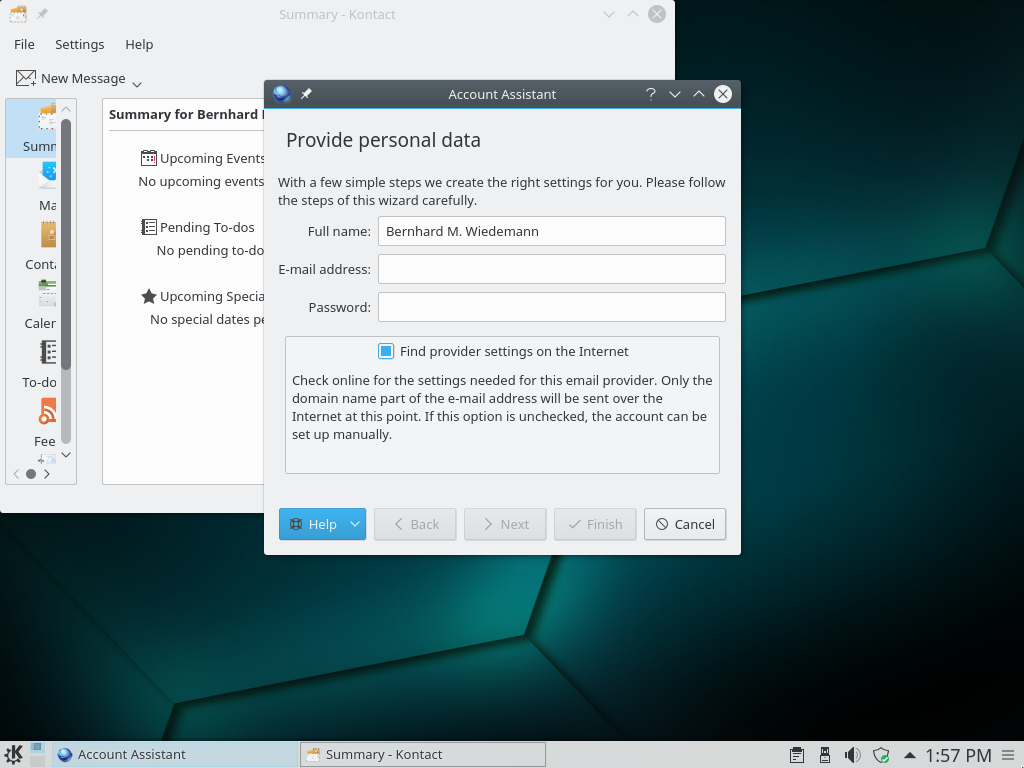 Summary - Kontact
File Settings Help
New Message
Summ
Ma
Conta
Caler
To-do
Fee
Summary for Bernhard
Upcoming Events
No upcoming events
Pending To-dos
No pending to-do
Upcoming Specia
No special dates pe
Account Assistant
Provide personal data
With a few simple steps we create the right settings for you. Please follow
the steps of this wizard carefully.
Full name: Bernhard M. Wiedemann
E-mail address:
Password:
Find provider settings on the Internet
Check online for the settings needed for this email provider. Only the
domain name part of the e-mail address will be sent over the
Internet at this point. If this option is unchecked, the account can be
set up manually.
Help Back Next Finish Cancel
Account Assistant Summary - Kontact 1:57 PM